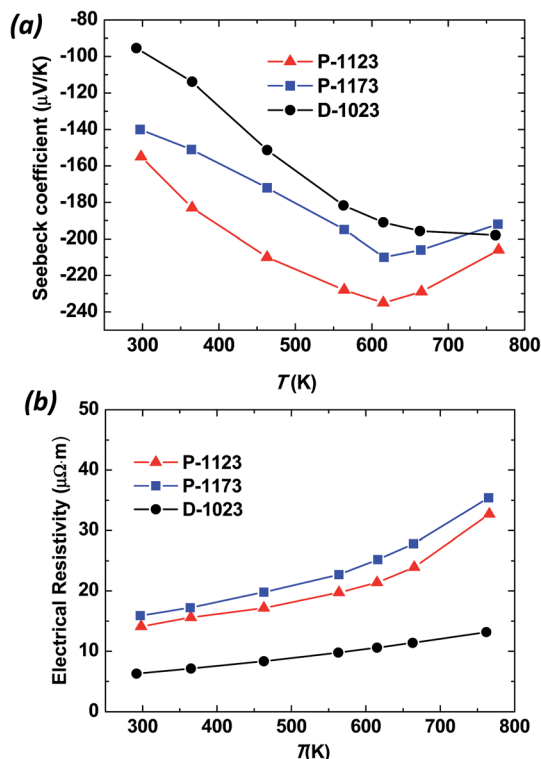 (a)
Seebeck coefficient (μV/K)
-80
-100
-120
-140
-160
-180
-200
-220
-240
P-1123
P-1173
D-1023
300 400 500 600 700 800
T (K)
(b)
Electrical Resistivity (μΩ·m)
50
40
30
20
10
0
P-1123
P-1173
D-1023
300 400 500 600 700 800
T(K)